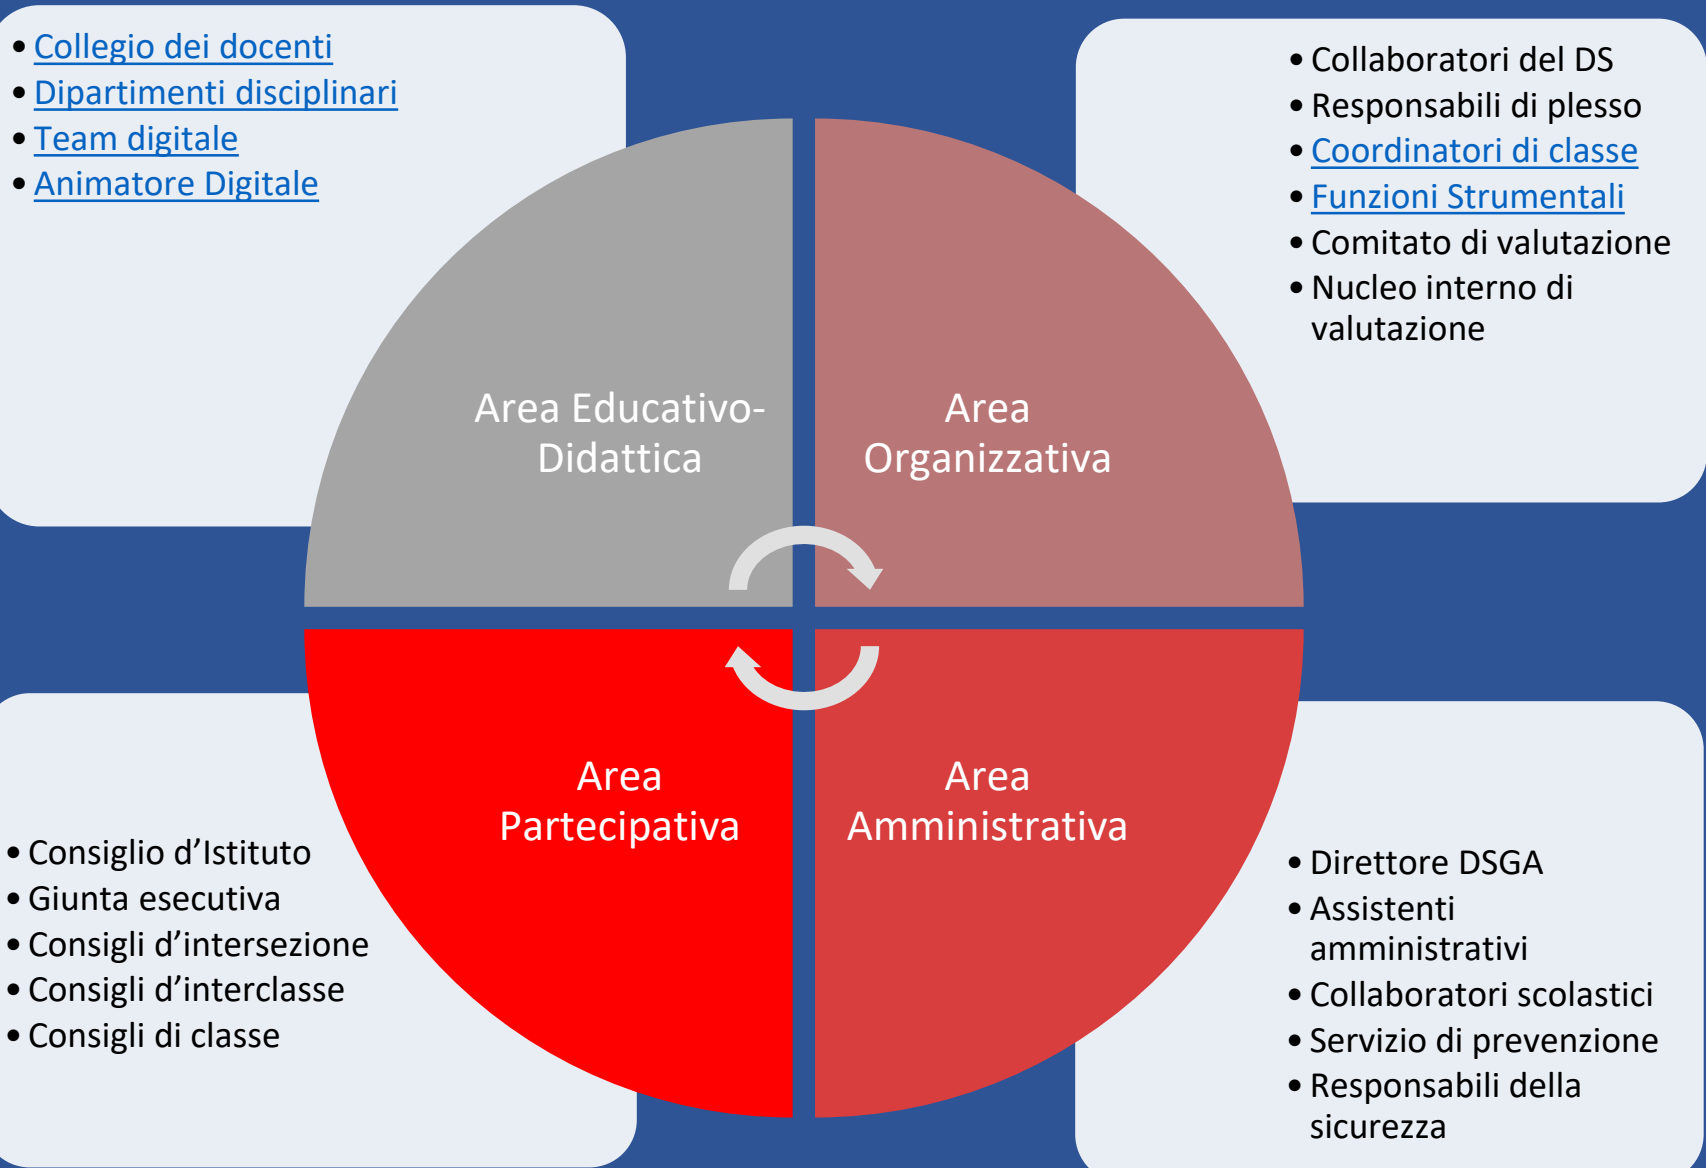 • Collegio dei docenti
• Dipartimenti disciplinari
• Team digitale
• Animatore Digitale
• Collaboratori del DS
• Responsabili di plesso
• Coordinatori di classe
• Funzioni Strumentali
• Comitato di valutazione
• Nucleo interno di
valutazione
Area Educativo-
Didattica
Area
Organizzativa
Area
Partecipativa
Area
Amministrativa
• Consiglio d’Istituto
• Giunta esecutiva
• Consigli d’intersezione
• Consigli d’interclasse
• Consigli di classe
• Direttore DSGA
• Assistenti
amministrativi
• Collaboratori scolastici
• Servizio di prevenzione
• Responsabili della
sicurezza